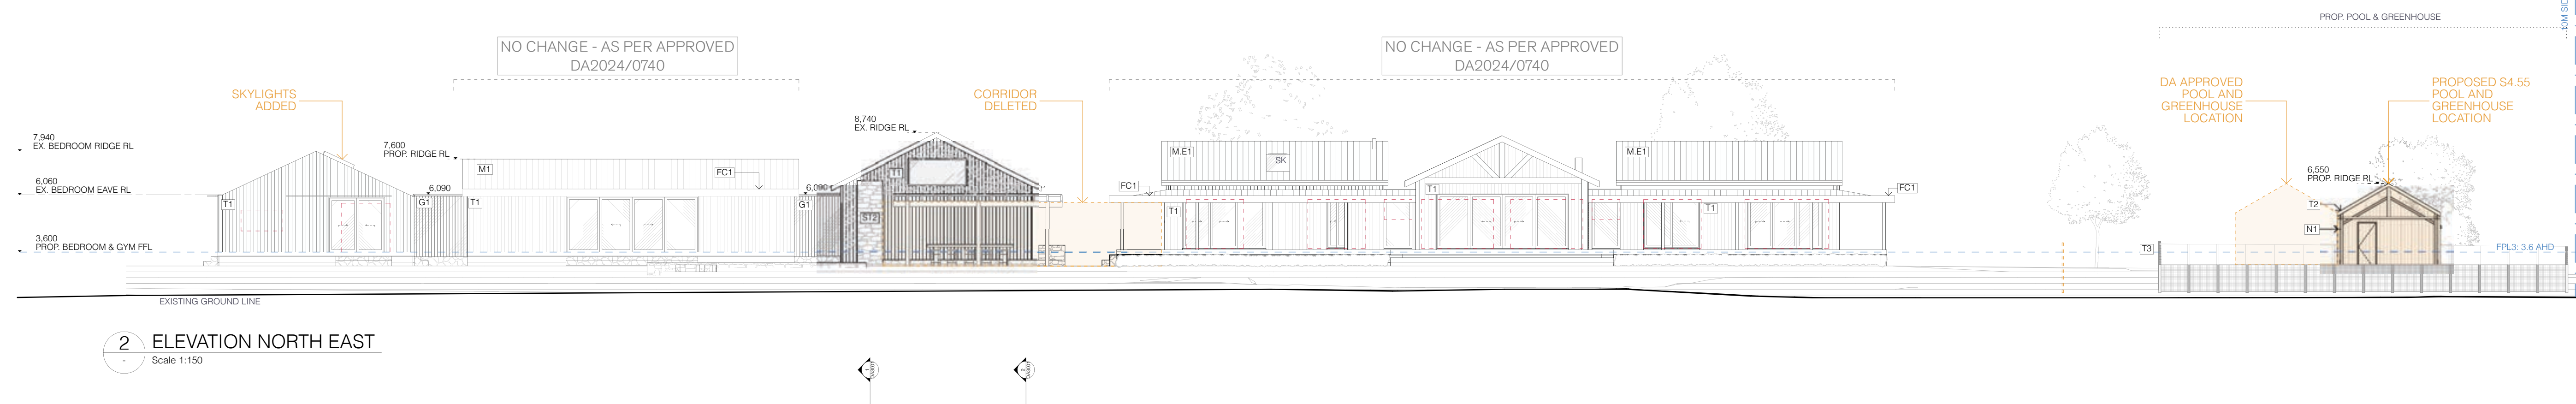 PROP. POOL & GREENHOUSE
NO CHANGE - AS PER APPROVED
DA2024/0740
NO CHANGE - AS PER APPROVED
DA2024/0740
SKYLIGHTS
ADDED
CORRIDOR
DELETED
DA APPROVED
POOL AND
GREENHOUSE
LOCATION
PROPOSED S4.55
POOL AND
GREENHOUSE
LOCATION
8,740
EX. RIDGE RL
7,940
EX. BEDROOM RIDGE RL
7,600
PROP. RIDGE RL
M1
FC1
T1
M.E1
SK
M.E1
6,550
PROP. RIDGE RL
6,060
EX. BEDROOM EAVE RL
6,090
6,090
FC1
T1
FC1
T1
G1
T1
G1
ST2
T1
T1
T2
N1
3,600
PROP. BEDROOM & GYM FFL
T3
FPL3: 3.6 AHD
EXISTING GROUND LINE
2
-
ELEVATION NORTH EAST
Scale 1:150
1
DA300
2
DA300